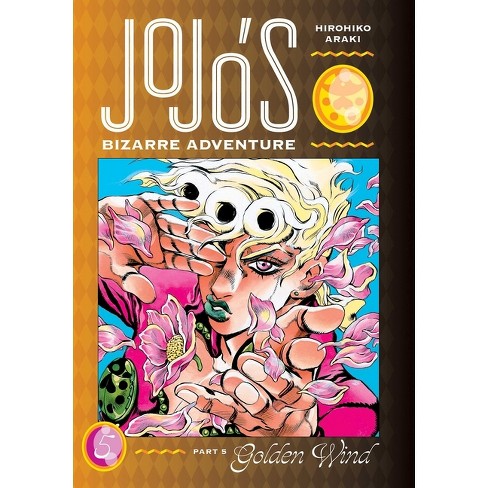 HIROHIKO
ARAKI
JOJO'S
BIZARRE ADVENTURE
5
PART 5 Golden Wind